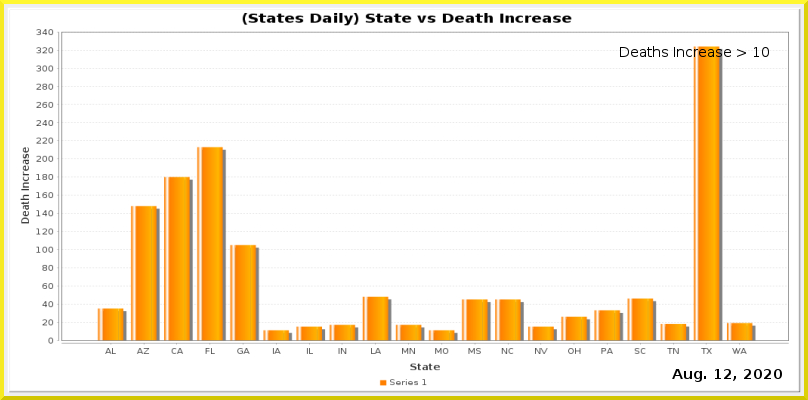 (States Daily) State vs Death Increase
Deaths Increase > 10
Death Increase
340
320
300
280
260
240
220
200
180
160
140
120
100
80
60
40
20
0
AL AZ CA FL GA IA IL IN LA MN MO MS NC NV OH PA SC TN TX WA
State
Series 1
Aug. 12, 2020